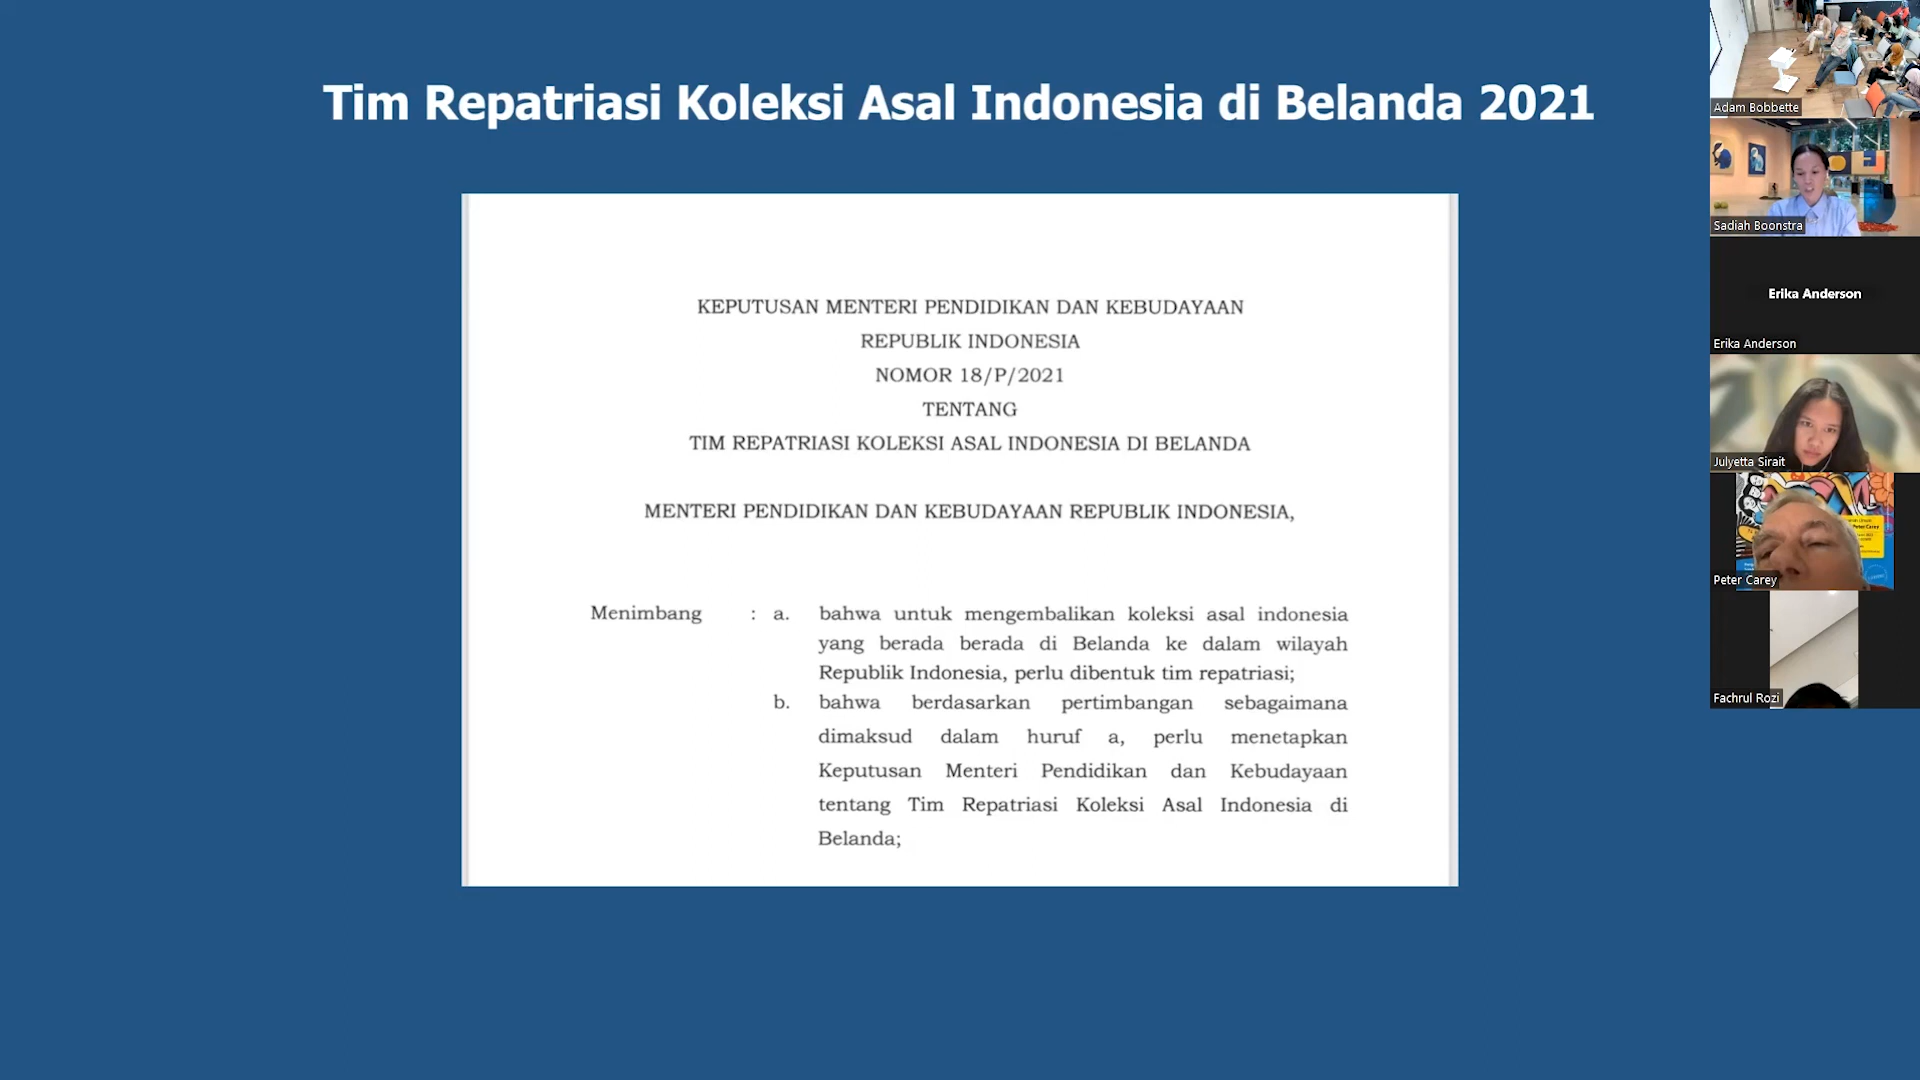 Tim Repatriasi Koleksi Asal Indonesia di Belanda 2021
KEPUTUSAN MENTERI PENDIDIKAN DAN KEBUDAYAAN
REPUBLIK INDONESIA
NOMOR 18/P/2021
TENTANG
TIM REPATRIASI KOLEKSI ASAL INDONESIA DI BELANDA
MENTERI PENDIDIKAN DAN KEBUDAYAAN REPUBLIK INDONESIA,
Menimbang : a. bahwa untuk mengembalikan koleksi asal indonesia
yang berada berada di Belanda ke dalam wilayah
Republik Indonesia, perlu dibentuk tim repatriasi;
b. bahwa berdasarkan pertimbangan sebagaimana
dimaksud dalam huruf a, perlu menetapkan
Keputusan Menteri Pendidikan dan Kebudayaan
tentang Tim Repatriasi Koleksi Asal Indonesia di
Belanda;
Adam Bobbette
Sadiah Boonstra
Erika Anderson
Erika Anderson
Julyetta Sirait
Peter Carey
Peter Carey
Fachrul Rozi